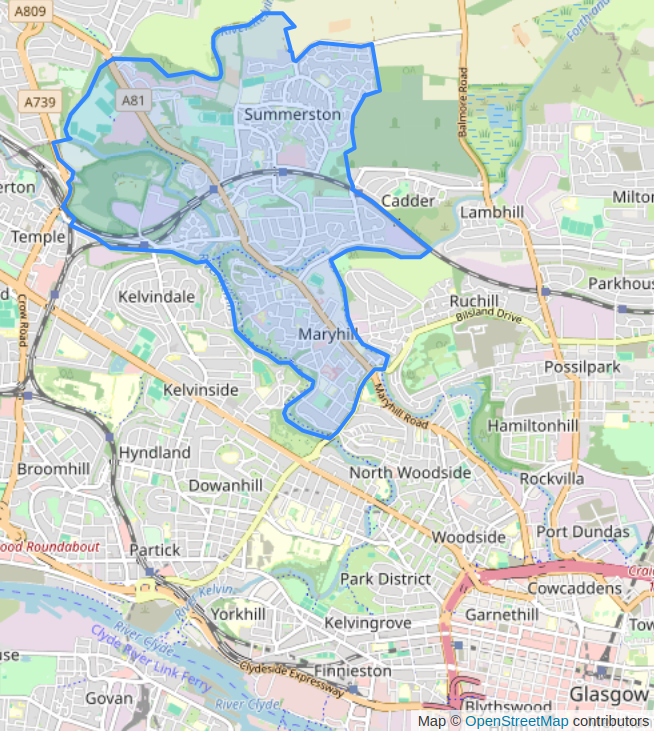 A809
Forth and
A739
A81
Balmore Road
Summerston
Cadder
Milton
Lambhill
Temple
Kelvindale
Parkhous
Crow Road
Ruchill
Bilsland Drive
Maryhill
Possilpark
Kelvinside
Maryhill Road
Hamiltonhill
Hyndland
Broomhill
North Woodside
Dowanhill
Rockvilla
Port Dundas
Woodside
ood Roundabout
Partick
Park District
Cowcaddens
River Kelvin
Yorkhill
Garnethill
Kelvingrove
River Clyde
Clyde River Link Ferry
Finnieston
Clydeside Expressway
Govan
River Clyde
Glasgow
Blythswood
Map © OpenStreetMap contributors